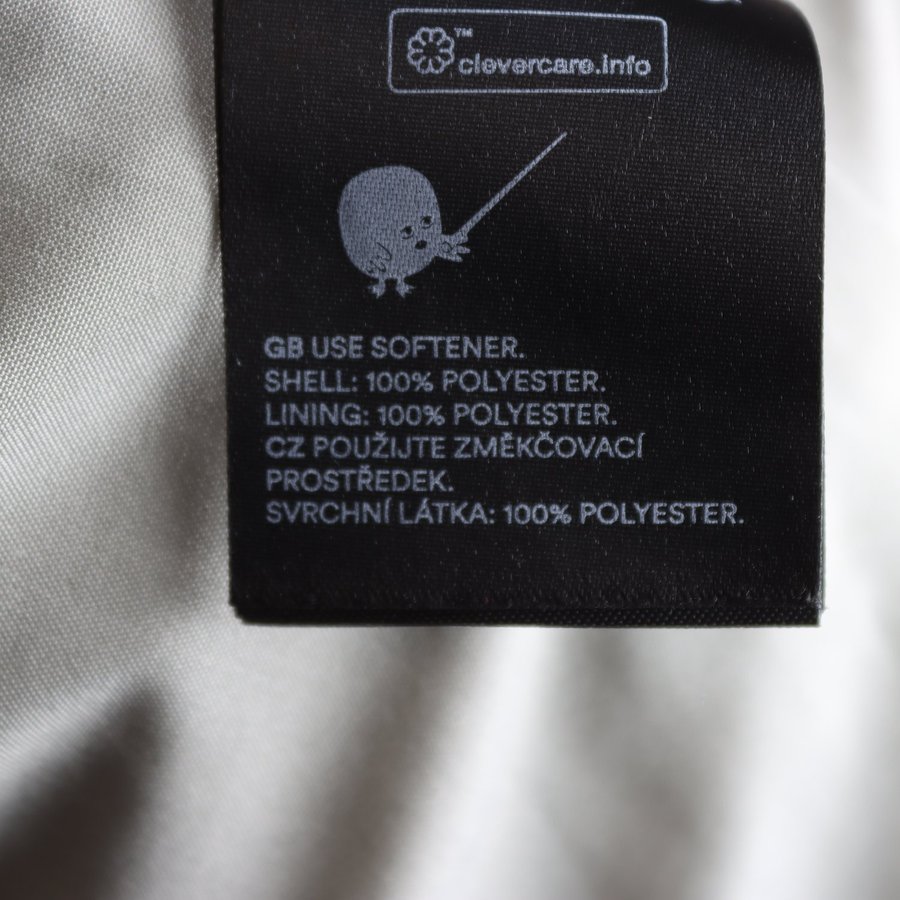 ™
clevercare.info
GB USE SOFTENER.
SHELL: 100% POLYESTER.
LINING: 100% POLYESTER.
CZ POUŽIJTE ZMĚKČOVACÍ
PROSTŘEDEK.
SVRCHNÍ LÁTKA: 100% POLYESTER.